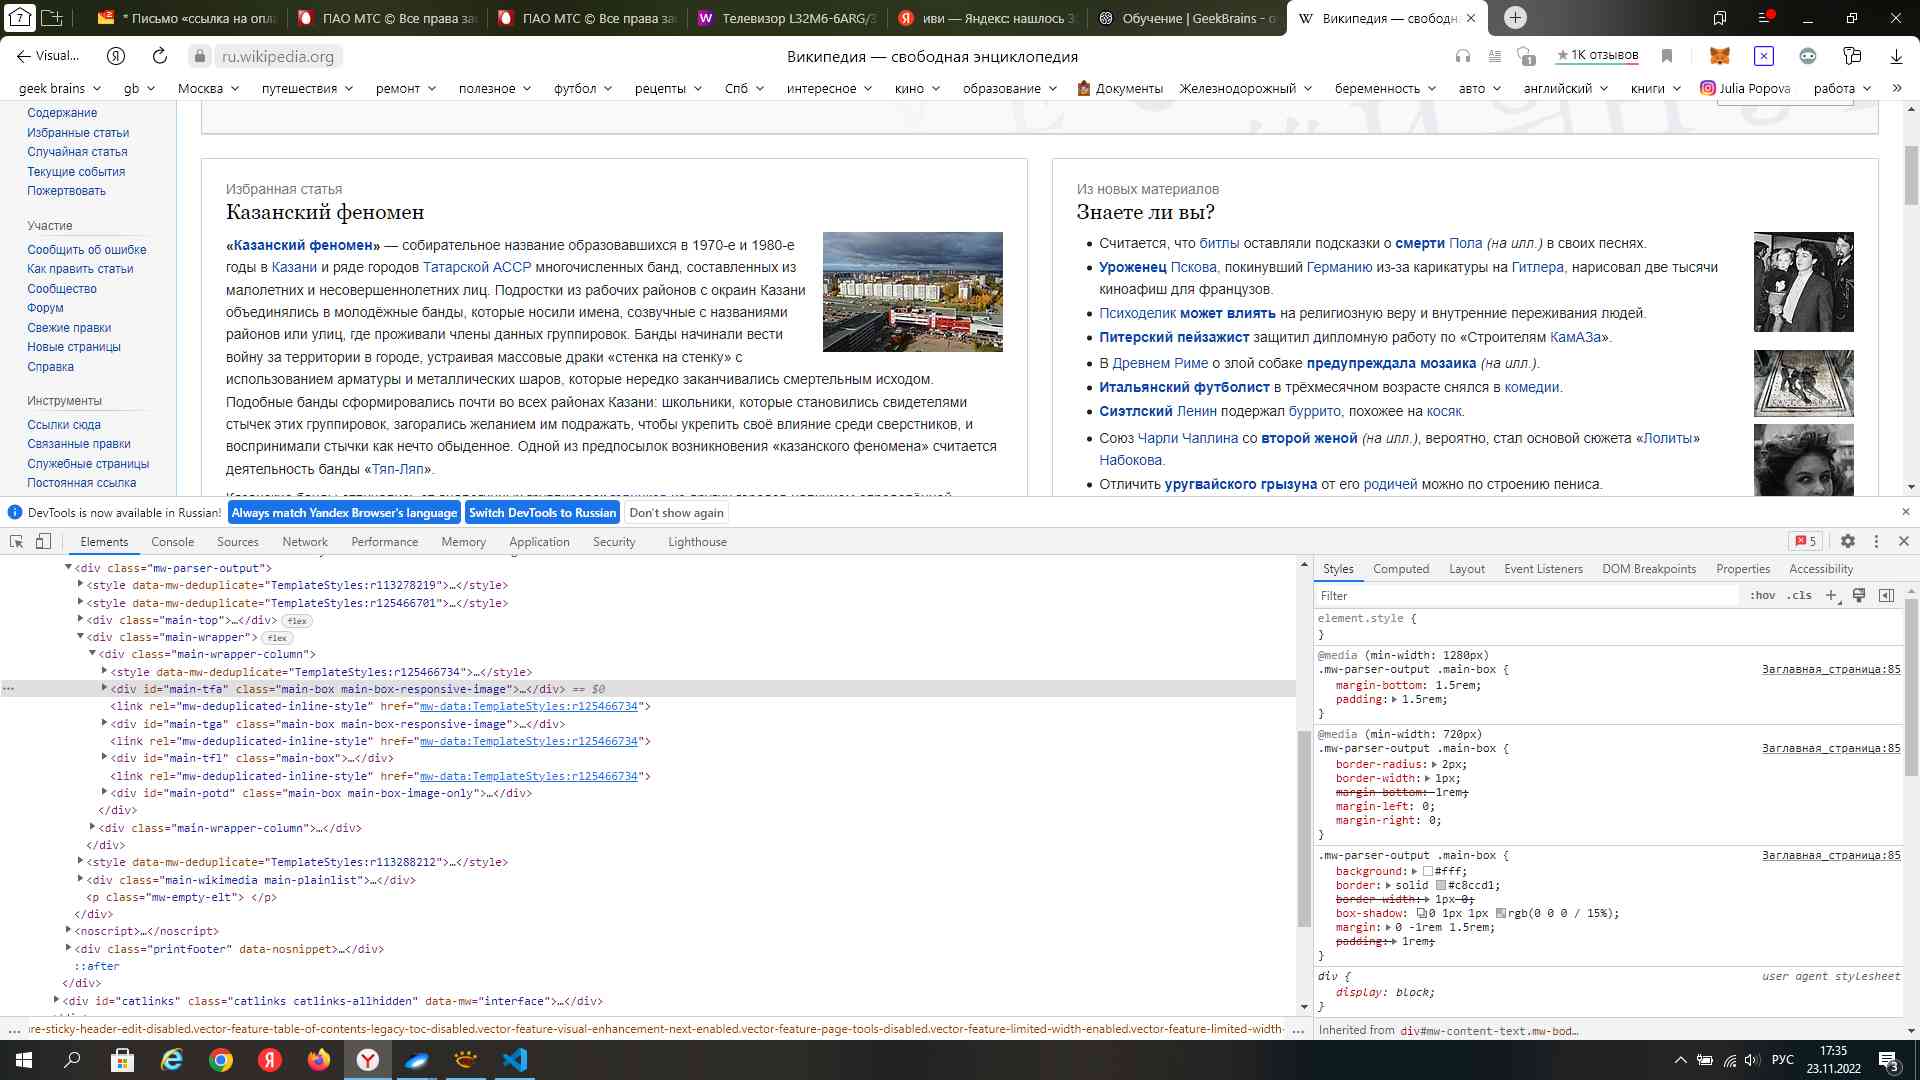 7
* Письмо «ссылка на опла
ПАО МТС © Все права за
ПАО МТС © Все права за
Телевизор L32M6-6ARG/3
иви — Яндекс: нашлось 3
Обучение | GeekBrains - о
Википедия — свободн
Visual...
ru.wikipedia.org
Википедия — свободная энциклопедия
1
★ 1К отзывов
geek brains
gb
Москва
путешествия
ремонт
полезное
футбол
рецепты
Спб
интересное
кино
образование
Документы
Железнодорожный
беременность
авто
английский
книги
Julia Popova
работа
Содержание
Избранные статьи
Случайная статья
Текущие события
Пожертвовать
Участие
Сообщить об ошибке
Как править статьи
Сообщество
Форум
Свежие правки
Новые страницы
Справка
Инструменты
Ссылки сюда
Связанные правки
Служебные страницы
Постоянная ссылка
Избранная статья
Казанский феномен
«Казанский феномен» — собирательное название образовавшихся в 1970-е и 1980-е
годы в Казани и ряде городов Татарской АССР многочисленных банд, составленных из
малолетних и несовершеннолетних лиц. Подростки из рабочих районов с окраин Казани
объединялись в молодёжные банды, которые носили имена, созвучные с названиями
районов или улиц, где проживали члены данных группировок. Банды начинали вести
войну за территории в городе, устраивая массовые драки «стенка на стенку» с
использованием арматуры и металлических шаров, которые нередко заканчивались смертельным исходом.
Подобные банды сформировались почти во всех районах Казани: школьники, которые становились свидетелями
стычек этих группировок, загорались желанием им подражать, чтобы укрепить своё влияние среди сверстников, и
воспринимали стычки как нечто обыденное. Одной из предпосылок возникновения «казанского феномена» считается
деятельность банды «Тяп-Ляп».
Из новых материалов
Знаете ли вы?
Считается, что битлы оставляли подсказки о смерти Пола (на илл.) в своих песнях.
Уроженец Пскова, покинувший Германию из-за карикатуры на Гитлера, нарисовал две тысячи
киноафиш для французов.
Психоделик может влиять на религиозную веру и внутренние переживания людей.
Питерский пейзажист защитил дипломную работу по «Строителям КамАЗа».
В Древнем Риме о злой собаке предупреждала мозаика (на илл.).
Итальянский футболист в трёхмесячном возрасте снялся в комедии.
Сиэтлский Ленин подержал буррито, похожее на косяк.
Союз Чарли Чаплина со второй женой (на илл.), вероятно, стал основой сюжета «Лолиты»
Набокова.
Отличить уругвайского грызуна от его родичей можно по строению пениса.
DevTools is now available in Russian!
Always match Yandex Browser's language
Switch DevTools to Russian
Don't show again
Elements
Console
Sources
Network
Performance
Memory
Application
Security
Lighthouse
5
<div class="mw-parser-output">
<style data-mw-deduplicate="TemplateStyles:r113278219">…</style>
<style data-mw-deduplicate="TemplateStyles:r125466701">…</style>
<div class="main-top">…</div> flex
<div class="main-wrapper"> flex
<div class="main-wrapper-column">
<style data-mw-deduplicate="TemplateStyles:r125466734">…</style>
<div id="main-tfa" class="main-box main-box-responsive-image">…</div> == $0
<link rel="mw-deduplicated-inline-style" href="mw-data:TemplateStyles:r125466734">
<div id="main-tga" class="main-box main-box-responsive-image">…</div>
<link rel="mw-deduplicated-inline-style" href="mw-data:TemplateStyles:r125466734">
<div id="main-tfl" class="main-box">…</div>
<link rel="mw-deduplicated-inline-style" href="mw-data:TemplateStyles:r125466734">
<div id="main-potd" class="main-box main-box-image-only">…</div>
</div>
<div class="main-wrapper-column">…</div>
</div>
<style data-mw-deduplicate="TemplateStyles:r113288212">…</style>
<div class="main-wikimedia main-plainlist">…</div>
<p class="mw-empty-elt"> </p>
</div>
<noscript>…</noscript>
<div class="printfooter" data-nosnippet>…</div>
::after
</div>
<div id="catlinks" class="catlinks catlinks-allhidden" data-mw="interface">…</div>
... re-sticky-header-edit-disabled.vector-feature-table-of-contents-legacy-toc-disabled.vector-feature-visual-enhancement-next-enabled.vector-feature-page-tools-disabled.vector-feature-limited-width-enabled.vector-feature-limited-width- ...
Styles
Computed
Layout
Event Listeners
DOM Breakpoints
Properties
Accessibility
Filter
:hov
.cls
element.style {
}
@media (min-width: 1280px)
.mw-parser-output .main-box {
Заглавная_страница:85
margin-bottom: 1.5rem;
padding: 1.5rem;
}
@media (min-width: 720px)
.mw-parser-output .main-box {
Заглавная_страница:85
border-radius: 2px;
border-width: 1px;
margin-bottom: 1rem;
margin-left: 0;
margin-right: 0;
}
.mw-parser-output .main-box {
Заглавная_страница:85
background: #fff;
border: solid #c8ccd1;
border-width: 1px 0;
box-shadow: 0 1px 1px rgb(0 0 0 / 15%);
margin: 0 -1rem 1.5rem;
padding: 1rem;
}
div {
user agent stylesheet
display: block;
}
Inherited from div#mw-content-text.mw-bod…
РУС
17:35
23.11.2022
3